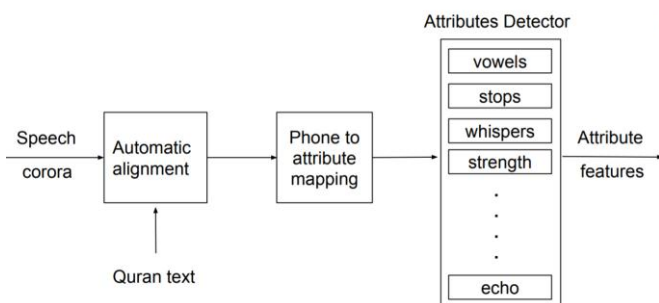 Attributes Detector
vowels
stops
whispers
strength
echo
Speech
corora
Automatic
alignment
Quran text
Phone to
attribute
mapping
Attribute
features